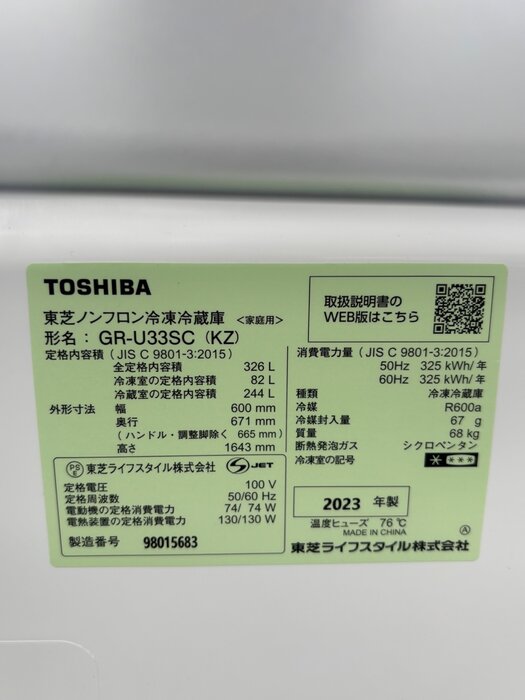 TOSHIBA
東芝ノンフロン冷凍冷蔵庫 <家庭用>
形名： GR-U33SC (KZ)
取扱説明書の
WEB版はこちら
定格内容積 ( JIS C 9801-3:2015 )
全定格内容積 326 L
冷凍室の定格内容積 82 L
冷蔵室の定格内容積 244 L
外形寸法 幅 600 mm
奥行 671 mm
( ハンドル・調整脚除く 665 mm )
高さ 1643 mm
消費電力量 ( JIS C 9801-3:2015 )
50Hz 325 kWh/年
60Hz 325 kWh/年
種類 冷凍冷蔵庫
冷媒 R600a
冷媒封入量 67 g
質量 68 kg
断熱発泡ガス シクロペンタン
冷凍室の記号
PS
E
東芝ライフスタイル株式会社
JET
定格電圧 100 V
定格周波数 50/60 Hz
電動機の定格消費電力 74/ 74 W
電熱装置の定格消費電力 130/130 W
製造番号 98015683
2023 年製
温度ヒューズ 76℃
MADE IN CHINA
A
東芝ライフスタイル株式会社